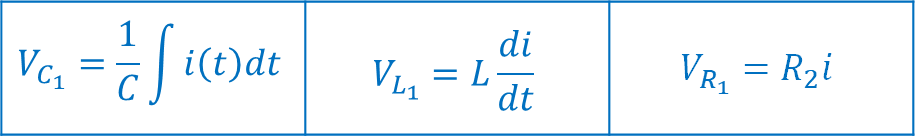 V_{C_1} = \frac{1}{C} \int i(t)dt
V_{L_1} = L \frac{di}{dt}
V_{R_1} = R_2 i